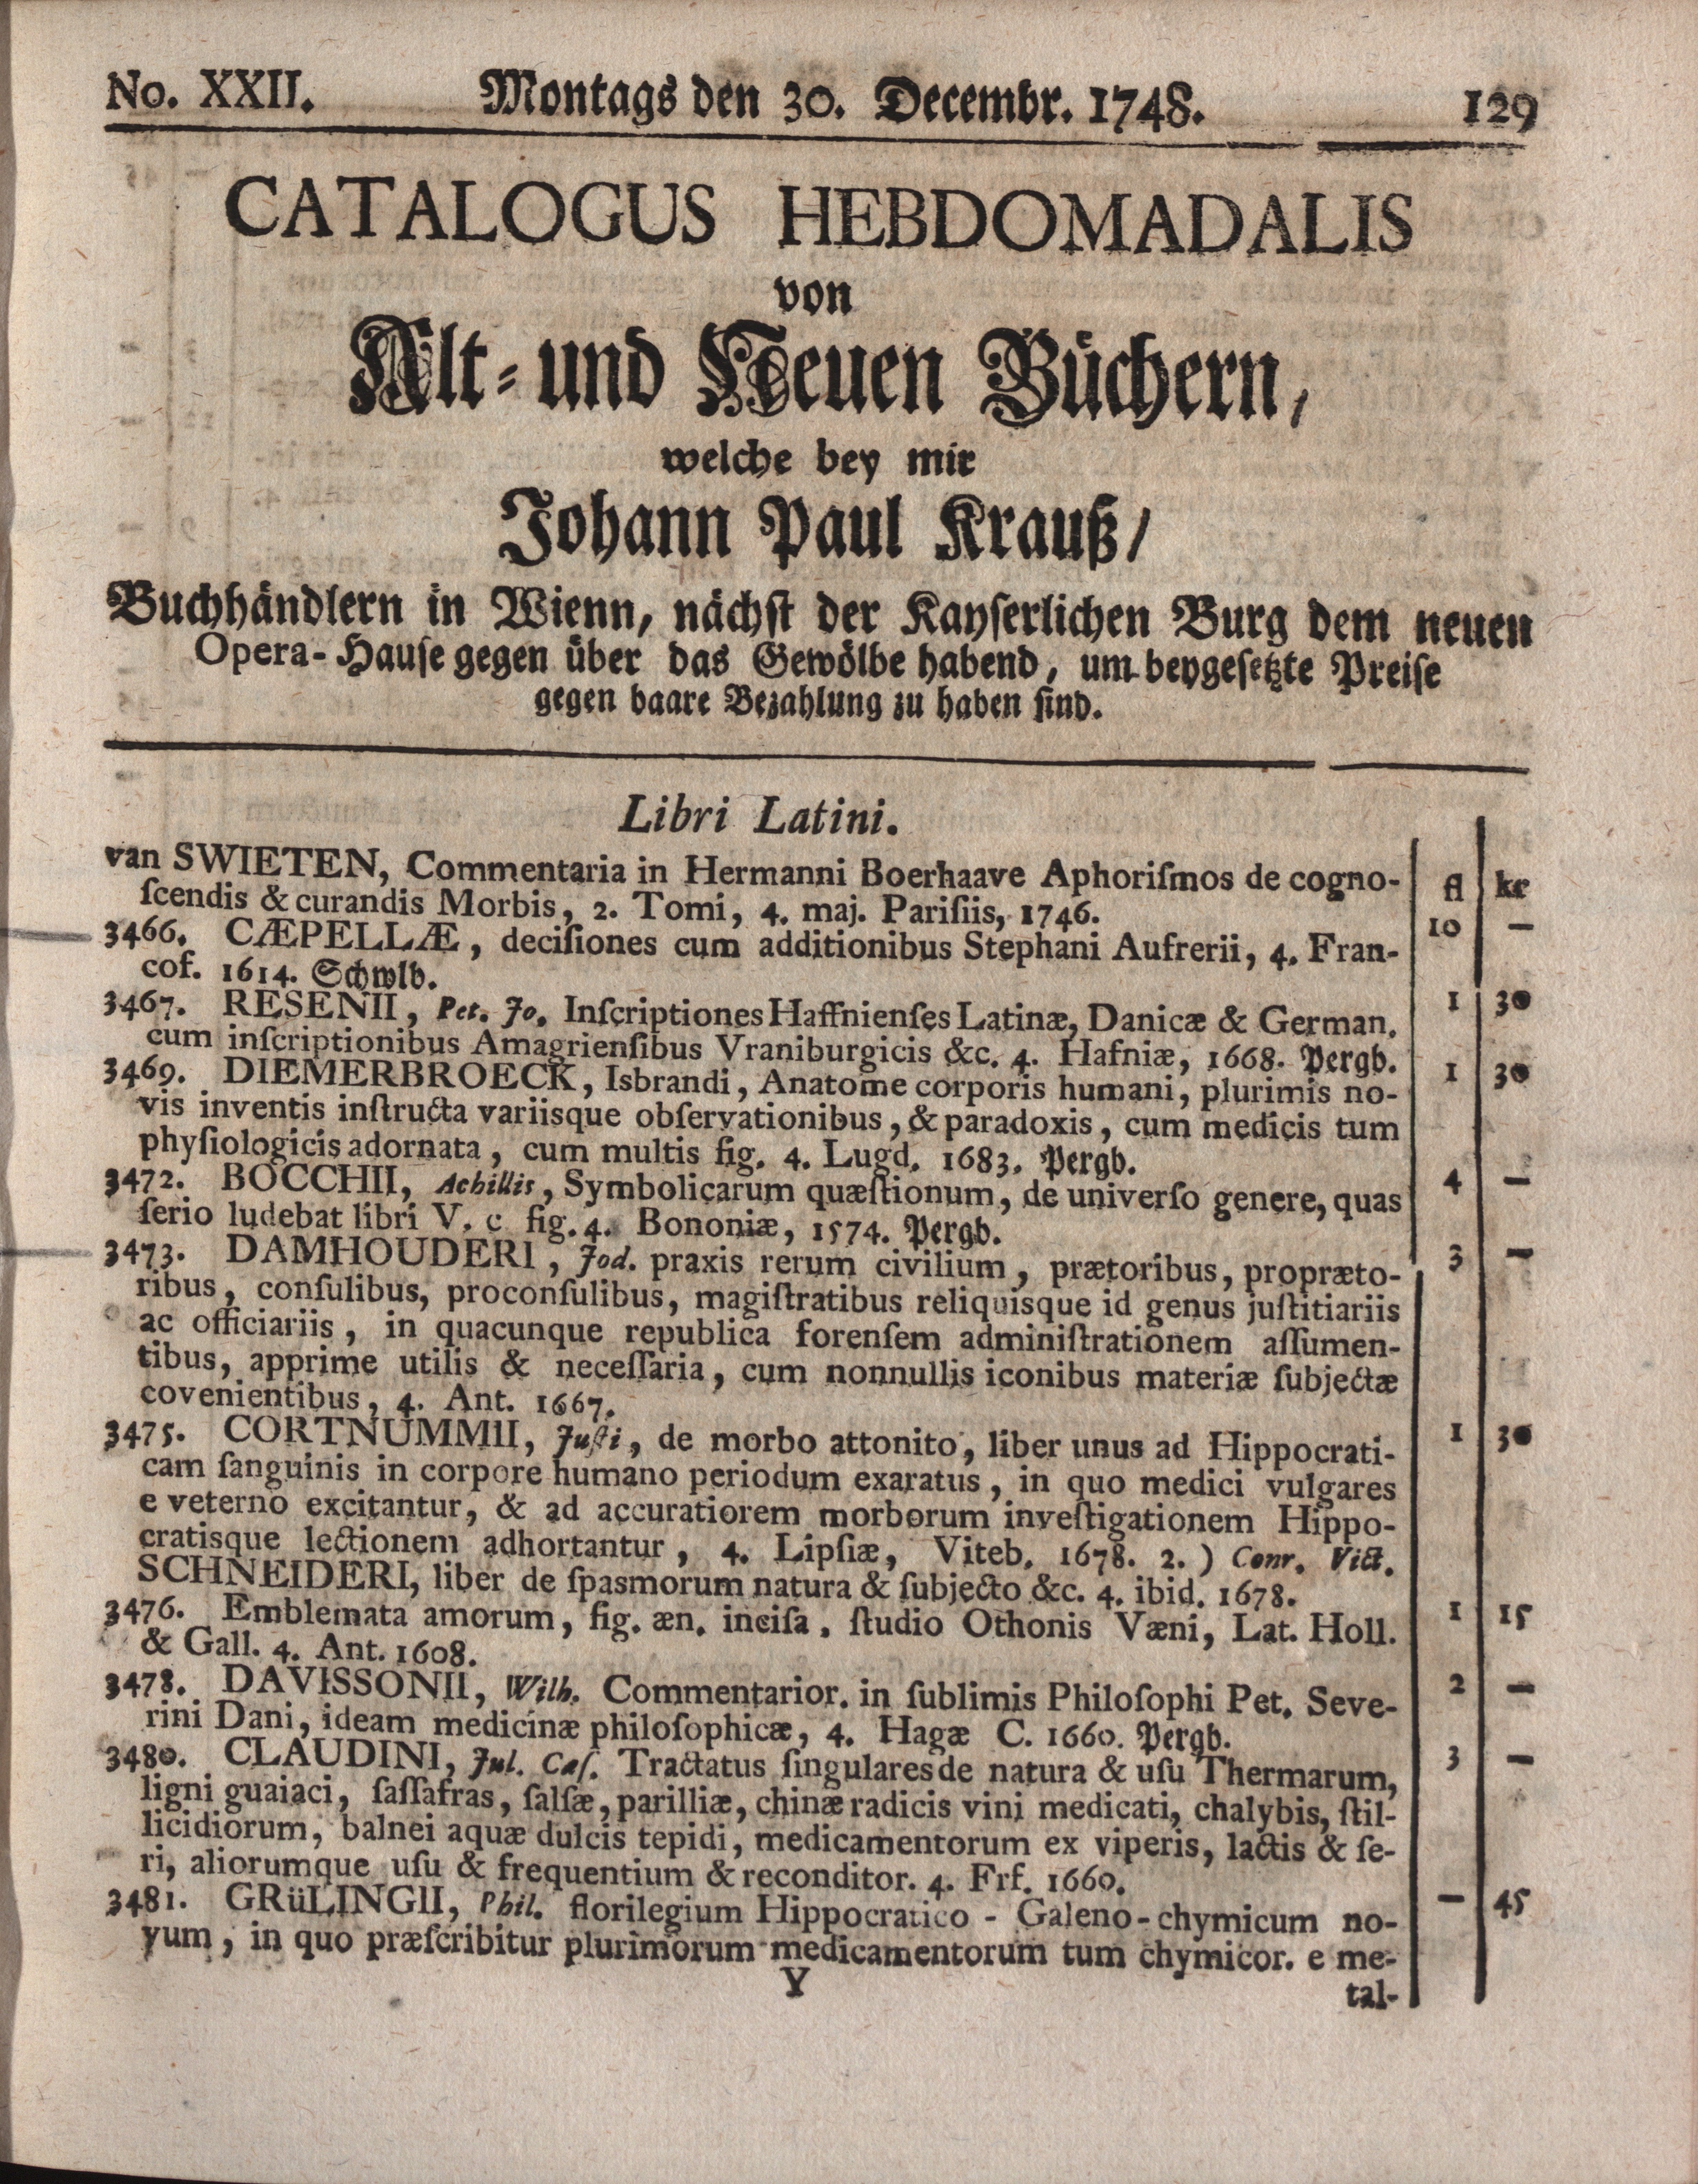 No. XXII. Montags den 30. Decembr. 1748. 129
CATALOGUS HEBDOMADALIS
von
Alt- und Neuen Büchern,
welche bey mir
Johann Paul Krauß/
Buchhändlern in Wienn, nächst der Kayserlichen Burg dem neuen
Opera-Hause gegen über das Gewölbe habend, um beygesetzte Preise
gegen baare Bezahlung zu haben sind.
Libri Latini.
van SWIETEN, Commentaria in Hermanni Boerhaave Aphoriſmos de cogno- fl kr
ſcendis & curandis Morbis, 2. Tomi, 4. maj. Pariſiis, 1746. 10 —
3466. CÆPELLÆ, deciſiones cum additionibus Stephani Aufrerii, 4. Fran-
cof. 1614. Schwlb. 1 30
3467. RESENII, Pet. Jo. Inſcriptiones Haffnienſes Latinæ, Danicæ & German.
cum inſcriptionibus Amagrienſibus Vraniburgicis &c. 4. Hafniæ, 1668. Pergb. 1 30
3469. DIEMERBROECK, Isbrandi, Anatome corporis humani, plurimis no-
vis inventis inſtructa variisque obſervationibus, & paradoxis, cum medicis tum
phyſiologicis adornata, cum multis fig. 4. Lugd. 1683. Pergb. 4 —
3472. BOCCHII, Achillis, Symbolicarum quæſtionum, de univerſo genere, quas
ſerio ludebat libri V. c fig. 4. Bononiæ, 1574. Pergb. 3 —
3473. DAMHOUDERI, Jod. praxis rerum civilium, prætoribus, propræto-
ribus, conſulibus, proconſulibus, magiſtratibus reliquisque id genus juſtitiariis
ac officiariis, in quacunque republica forenſem adminiſtrationem aſſumen-
tibus, apprime utilis & neceſſaria, cum nonnullis iconibus materiæ ſubjectæ
covenientibus, 4. Ant. 1667. 1 30
3475. CORTNUMMII, Juſti, de morbo attonito, liber unus ad Hippocrati-
cam ſanguinis in corpore humano periodum exaratus, in quo medici vulgares
e veterno excitantur, & ad accuratiorem morborum inveſtigationem Hippo-
cratisque lectionem adhortantur, 4. Lipſiæ, Viteb. 1678. 2. ) Conr. Vict.
SCHNEIDERI, liber de ſpasmorum natura & ſubjecto &c. 4. ibid. 1678. 1 15
3476. Emblemata amorum, fig. æn. inciſa. ſtudio Othonis Væni, Lat. Holl.
& Gall. 4. Ant. 1608. 2 —
3478. DAVISSONII, Wilh. Commentarior. in ſublimis Philoſophi Pet. Seve-
rini Dani, ideam medicinæ philoſophicæ, 4. Hagæ C. 1660. Pergb. 3 —
3480. CLAUDINI, Jul. Cæſ. Tractatus ſingulares de natura & uſu Thermarum,
ligni guaiaci, ſaſſafras, ſalſæ, parilliæ, chinæ radicis vini medicati, chalybis, ſtil-
licidiorum, balnei aquæ dulcis tepidi, medicamentorum ex viperis, lactis & ſe-
ri, aliorumque uſu & frequentium & reconditor. 4. Frf. 1660. — 45
3481. GRüLINGII, Phil. florilegium Hippocratico - Galeno-chymicum no-
vum, in quo præſcribitur plurimorum medicamentorum tum chymicor. e me-
Y tal-